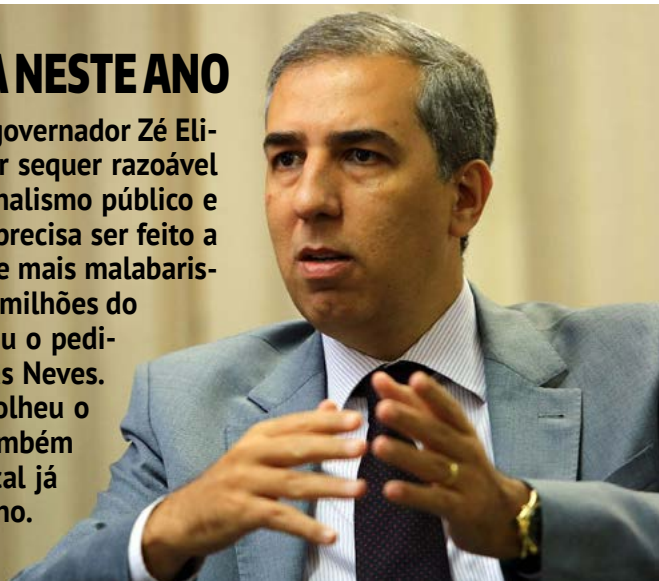 A NESTE ANO
governador Zé Eli-
r sequer razoável
nalismo público e
precisa ser feito a
e mais malabaris-
milhões do
u o pedi-
s Neves.
olheu o
mbém
al já
no.